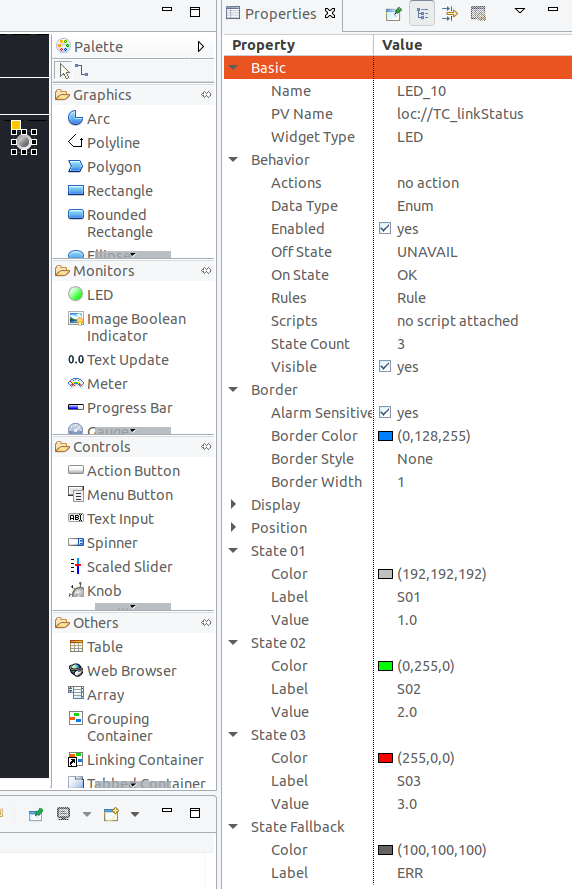 Palette
Graphics
Arc
Polyline
Polygon
Rectangle
Rounded
Rectangle
Ellipse
Monitors
LED
Image Boolean
Indicator
0.0 Text Update
Meter
Progress Bar
Gauge
Controls
Action Button
Menu Button
Text Input
Spinner
Scaled Slider
Knob
Others
Table
Web Browser
Array
Grouping
Container
Linking Container
Tabbed Container
Properties
Property Value
Basic
Name LED_10
PV Name loc://TC_linkStatus
Widget Type LED
Behavior
Actions no action
Data Type Enum
Enabled yes
Off State UNAVAIL
On State OK
Rules Rule
Scripts no script attached
State Count 3
Visible yes
Border
Alarm Sensitive yes
Border Color (0,128,255)
Border Style None
Border Width 1
Display
Position
State 01
Color (192,192,192)
Label S01
Value 1.0
State 02
Color (0,255,0)
Label S02
Value 2.0
State 03
Color (255,0,0)
Label S03
Value 3.0
State Fallback
Color (100,100,100)
Label ERR